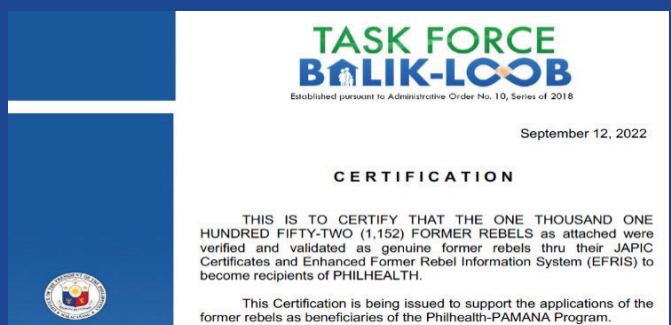 TASK FORCE
BALIK-LOOB
Established pursuant to Administrative Order No. 10, Series of 2018
September 12, 2022
CERTIFICATION
THIS IS TO CERTIFY THAT THE ONE THOUSAND ONE
HUNDRED FIFTY-TWO (1,152) FORMER REBELS as attached were
verified and validated as genuine former rebels thru their JAPIC
Certificates and Enhanced Former Rebel Information System (EFRIS) to
become recipients of PHILHEALTH.
This Certification is being issued to support the applications of the
former rebels as beneficiaries of the Philhealth-PAMANA Program.